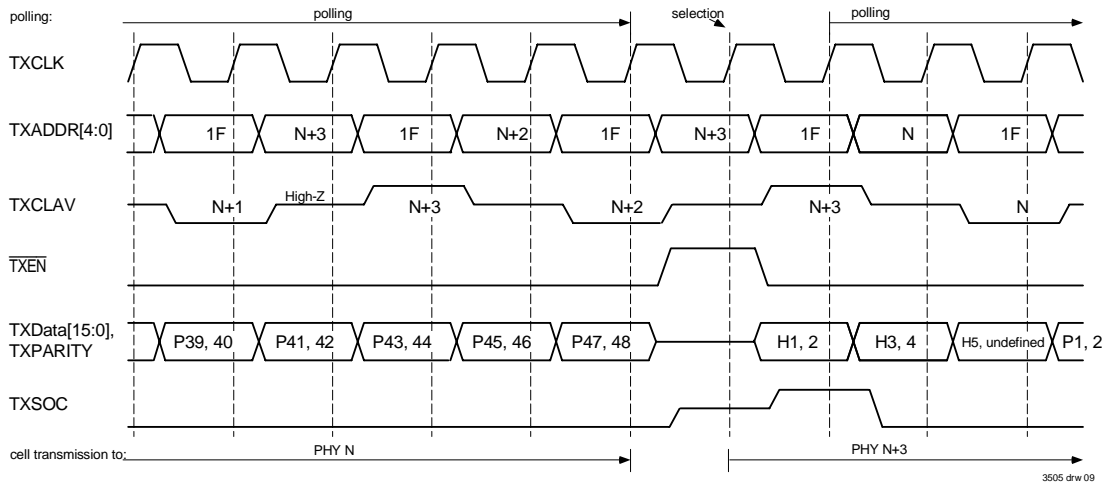 polling: polling selection polling
TXCLK
TXADDR[4:0] 1F N+3 1F N+2 1F N+3 1F N 1F
TXCLAV N+1 High-Z N+3 N+2 N+3 N
TXEN
TXData[15:0],
TXPARITY P39, 40 P41, 42 P43, 44 P45, 46 P47, 48 H1, 2 H3, 4 H5, undefined P1, 2
TXSOC
cell transmission to: PHY N PHY N+3
3505 drw 09